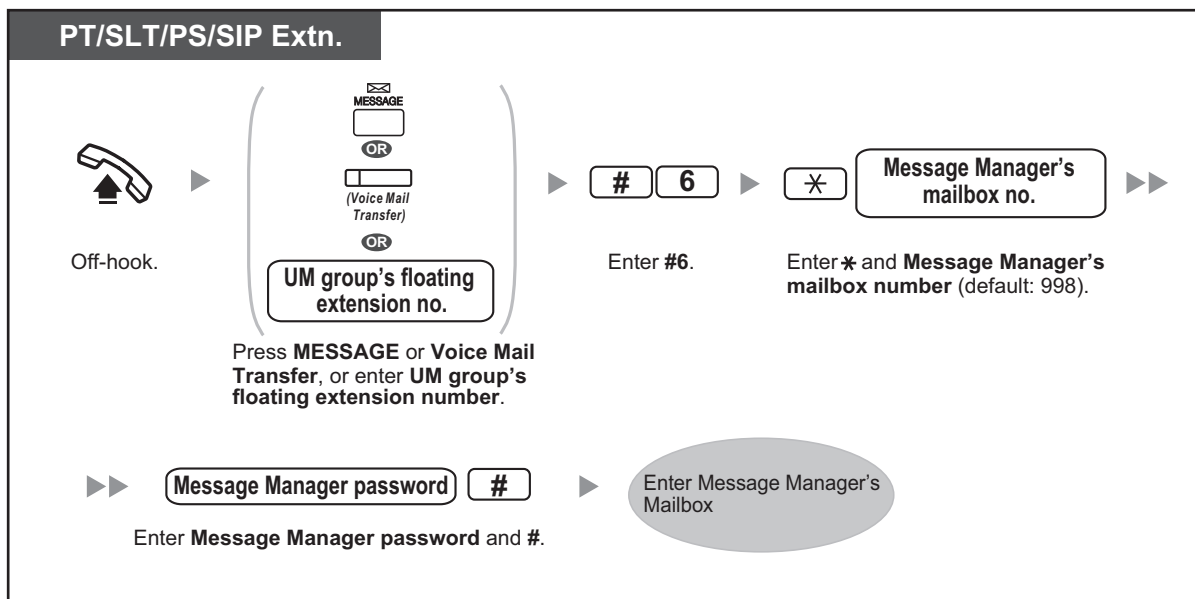 PT/SLT/PS/SIP Extn.
MESSAGE
OR
(Voice Mail
Transfer)
OR
UM group's floating
extension no.
# 6
✳ Message Manager's
mailbox no.
Off-hook.
Press MESSAGE or Voice Mail
Transfer, or enter UM group's
floating extension number.
Enter #6.
Enter ✳ and Message Manager's
mailbox number (default: 998).
Message Manager password #
Enter Message Manager password and #.
Enter Message Manager's
Mailbox